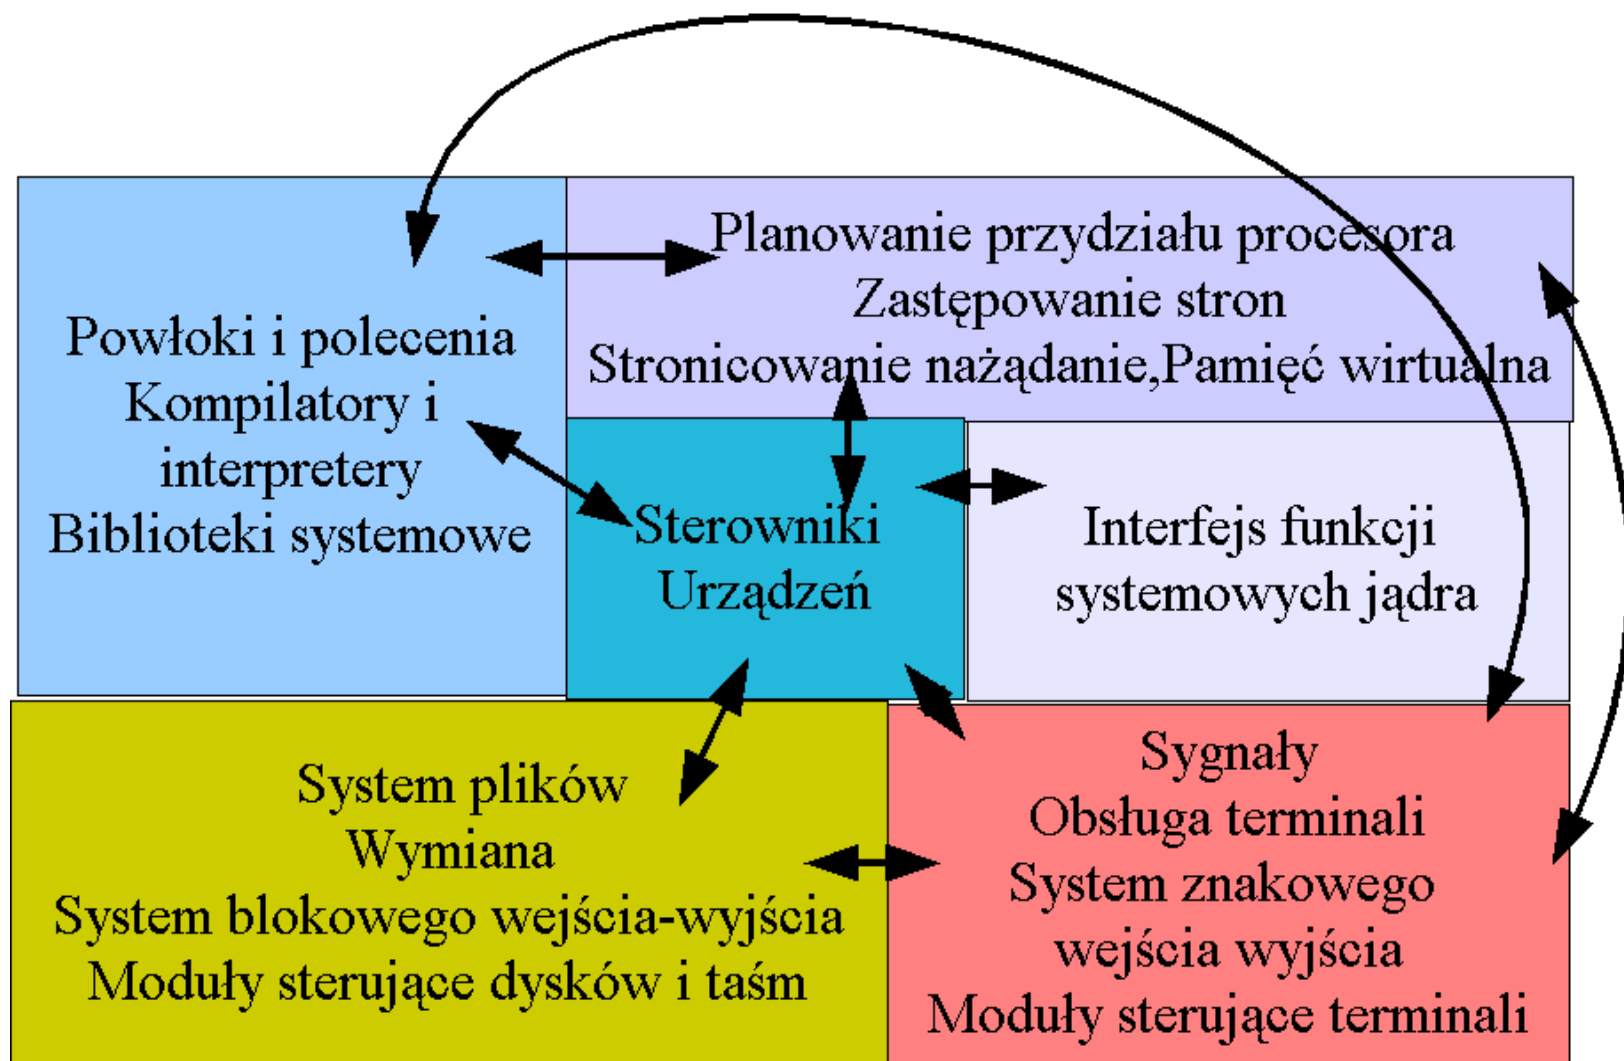 Planowanie przydziału procesora
Zastępowanie stron
Stronicowanie nażądanie,Pamięć wirtualna
Powłoki i polecenia
Kompilatory i
interpretery
Biblioteki systemowe
Sterowniki
Urządzeń
Interfejs funkcji
systemowych jądra
System plików
Wymiana
System blokowego wejścia-wyjścia
Moduły sterujące dysków i taśm
Sygnały
Obsługa terminali
System znakowego
wejścia wyjścia
Moduły sterujące terminali